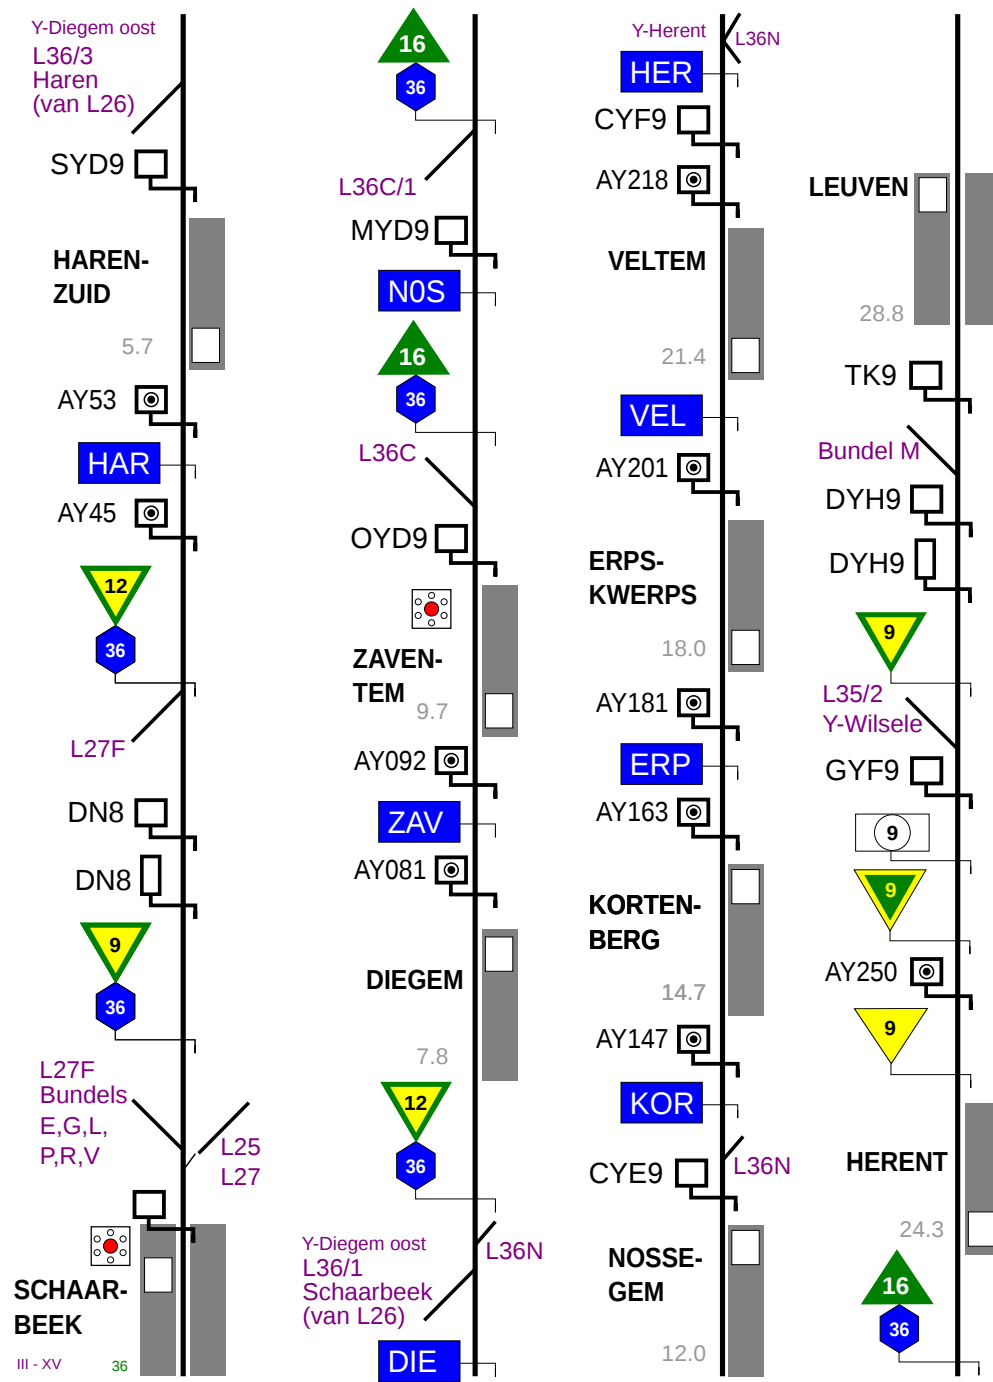 Y-Diegem oost
L36/3
Haren
(van L26)
SYD9
HAREN-
ZUID
5.7
AY53
HAR
AY45
12
36
L27F
DN8
DN8
9
36
L27F
Bundels
E,G,L,
P,R,V
L25
L27
SCHAAR-
BEEK
III - XV
36
16
36
L36C/1
MYD9
N0S
16
36
L36C
OYD9
ZAVEN-
TEM
9.7
AY092
ZAV
AY081
DIEGEM
7.8
12
36
L36N
Y-Diegem oost
L36/1
Schaarbeek
(van L26)
DIE
Y-Herent
L36N
HER
CYF9
AY218
VELTEM
21.4
VEL
AY201
ERPS-
KWERPS
18.0
AY181
ERP
AY163
KORTEN-
BERG
14.7
AY147
KOR
L36N
CYE9
NOSSE-
GEM
12.0
LEUVEN
28.8
TK9
Bundel M
DYH9
DYH9
9
L35/2
Y-Wilsele
GYF9
9
9
AY250
9
HERENT
24.3
16
36